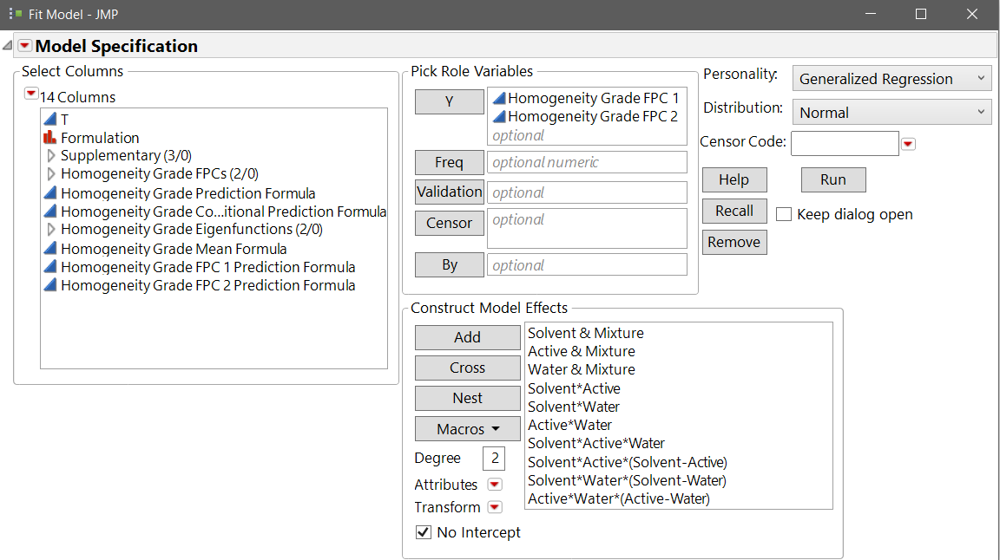 Fit Model - JMP
Model Specification
Select Columns
14 Columns
T
Formulation
Supplementary (3/0)
Homogeneity Grade FPCs (2/0)
Homogeneity Grade Prediction Formula
Homogeneity Grade Co...itional Prediction Formula
Homogeneity Grade Eigenfunctions (2/0)
Homogeneity Grade Mean Formula
Homogeneity Grade FPC 1 Prediction Formula
Homogeneity Grade FPC 2 Prediction Formula
Pick Role Variables
Y
Homogeneity Grade FPC 1
Homogeneity Grade FPC 2
optional
Freq
optional numeric
Validation
optional
Censor
optional
By
optional
Personality:
Generalized Regression
Distribution:
Normal
Censor Code:
Help
Run
Recall
Keep dialog open
Remove
Construct Model Effects
Add
Cross
Nest
Macros
Degree
2
Attributes
Transform
No Intercept
Solvent & Mixture
Active & Mixture
Water & Mixture
Solvent*Active
Solvent*Water
Active*Water
Solvent*Active*Water
Solvent*Active*(Solvent-Active)
Solvent*Water*(Solvent-Water)
Active*Water*(Active-Water)